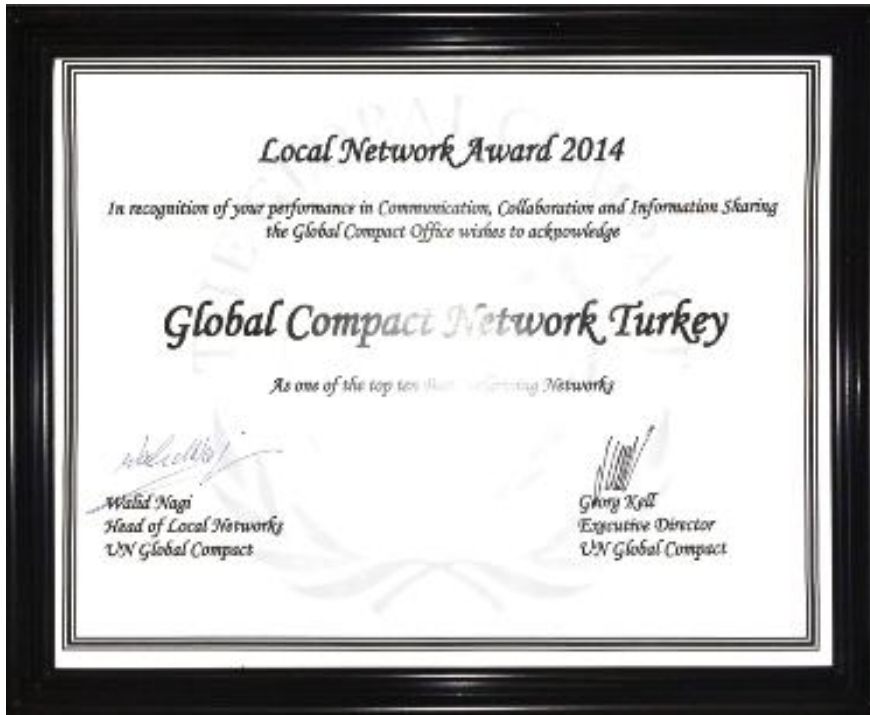 Local Network Award 2014
In recognition of your performance in Communication, Collaboration and Information Sharing
the Global Compact Office wishes to acknowledge
Global Compact Network Turkey
As one of the top ten Networks
Walid Nagi
Head of Local Networks
UN Global Compact
Georg Kell
Executive Director
UN Global Compact